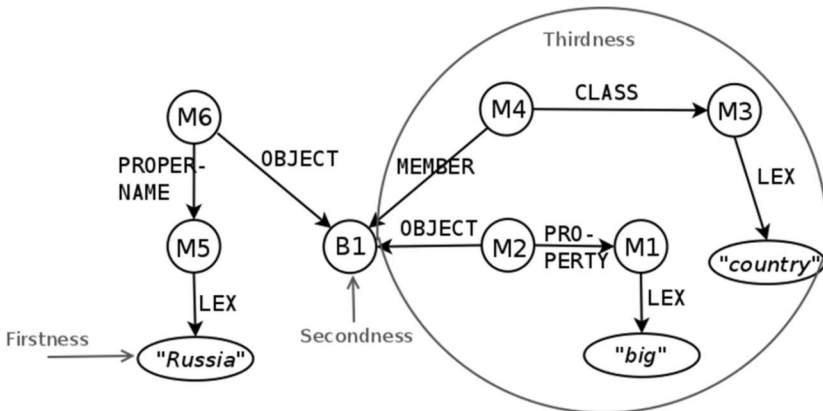 Thirdness
M6
M4
CLASS
M3
PROPER-
NAME
OBJECT
MEMBER
LEX
M5
B1
OBJECT
M2
PRO-
PERTY
M1
"country"
LEX
LEX
Firstness
Secondness
"Russia"
"big"